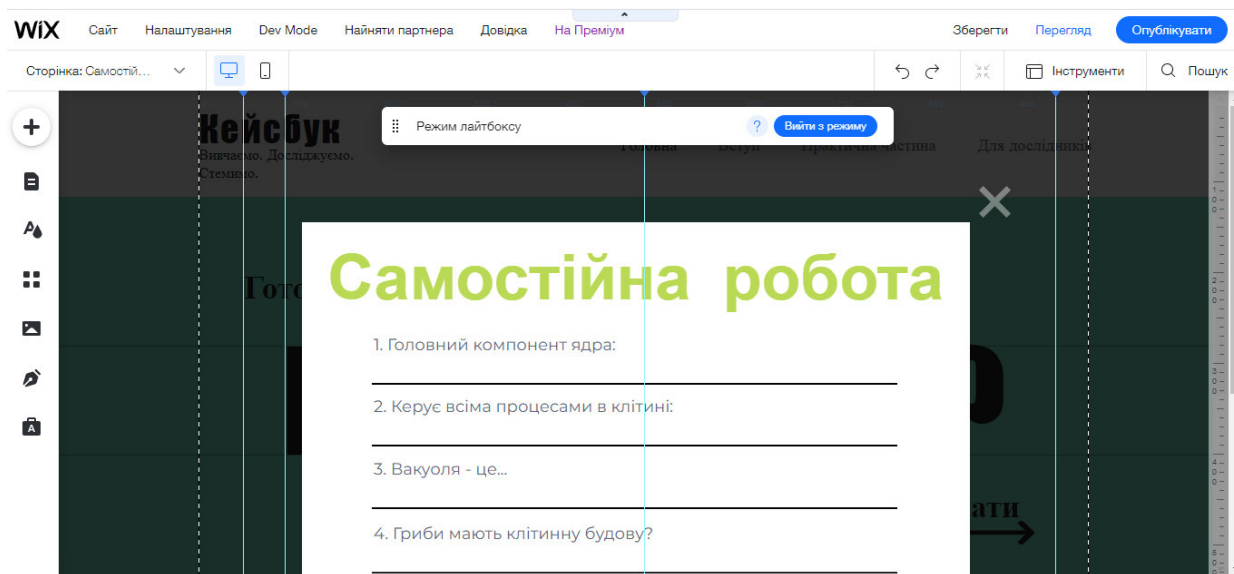 WiX Сайт Налаштування Dev Mode Найняти партнера Довідка На Преміум Зберегти Перегляд Опублікувати
Сторінка: Самостій... Інструменти Пошук
Режим лайтбоксу ? Вийти з режиму
Кейсбук
Вивчаємо. Досліджуємо.
Стемимо.
Головна Вступ Практична частина Для дослідників
Самостійна робота
1. Головний компонент ядра:
2. Керує всіма процесами в клітині:
3. Вакуоля - це...
4. Гриби мають клітинну будову?